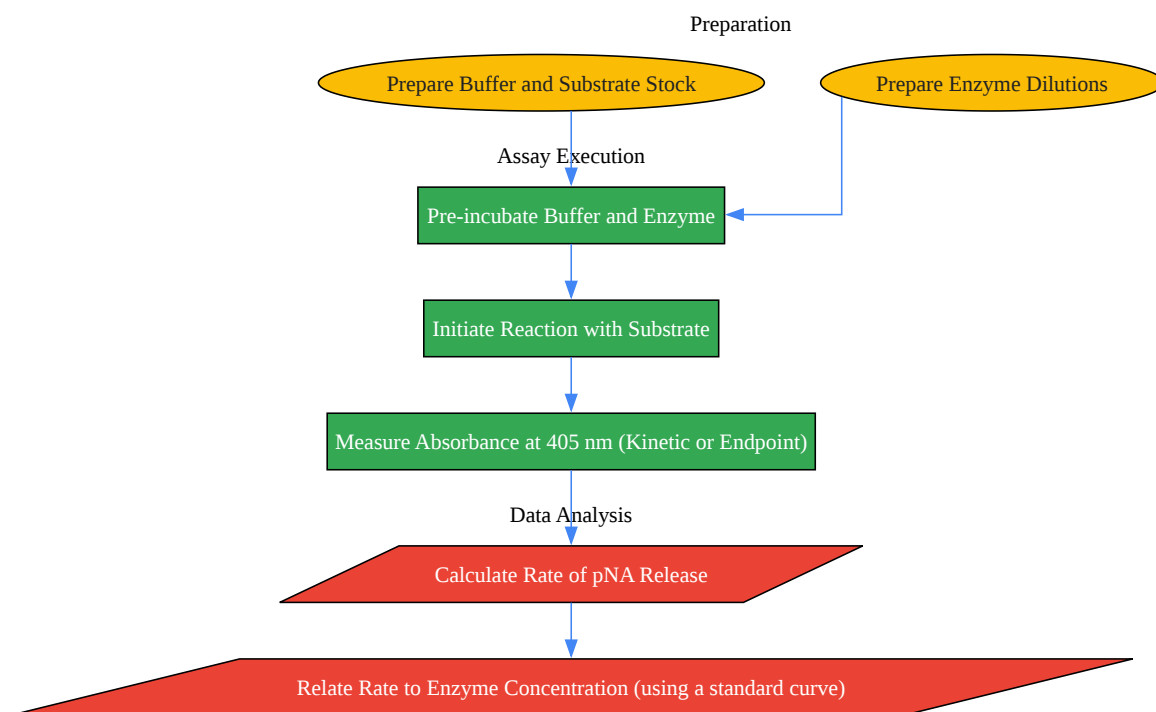 Preparation
Prepare Buffer and Substrate Stock
Prepare Enzyme Dilutions
Assay Execution
Pre-incubate Buffer and Enzyme
Initiate Reaction with Substrate
Measure Absorbance at 405 nm (Kinetic or Endpoint)
Data Analysis
Calculate Rate of pNA Release
Relate Rate to Enzyme Concentration (using a standard curve)